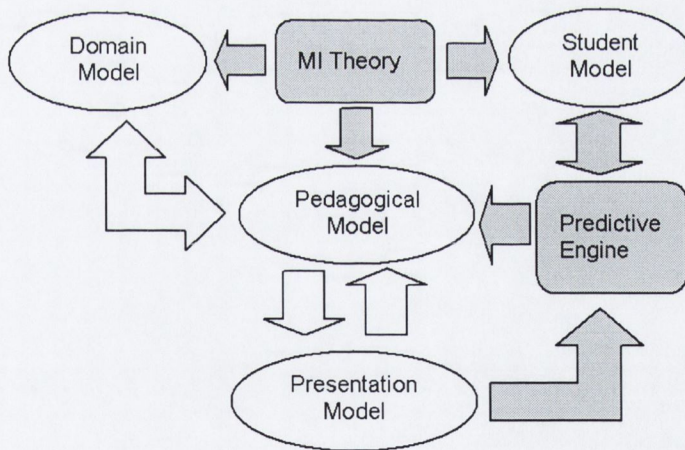 Domain
Model
MI Theory
Student
Model
Pedagogical
Model
Predictive
Engine
Presentation
Model